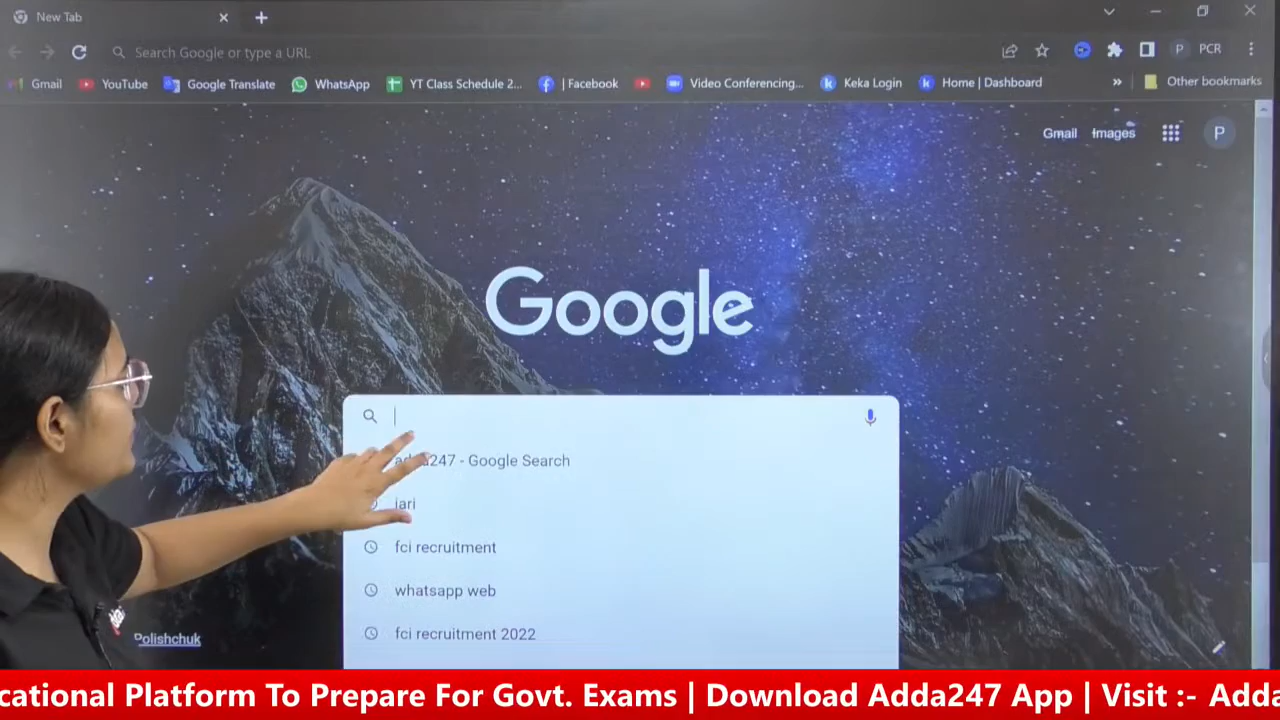 New Tab
Search Google or type a URL
P PCR
Gmail YouTube Google Translate WhatsApp YT Class Schedule 2... | Facebook Video Conferencing... Keka Login Home | Dashboard » Other bookmarks
Gmail Images P
Google
adda247 - Google Search
iari
fci recruitment
whatsapp web
fci recruitment 2022
Polishchuk
cational Platform To Prepare For Govt. Exams | Download Adda247 App | Visit :- Adda